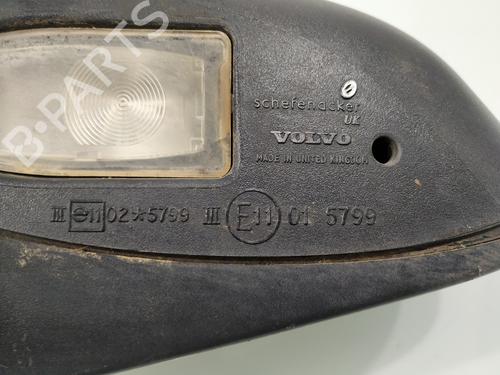 B-PARTS
schefenacker
UK
VOLVO
MADE IN UNITED KINGDOM
III e11 02*5799 III E11 01 5799